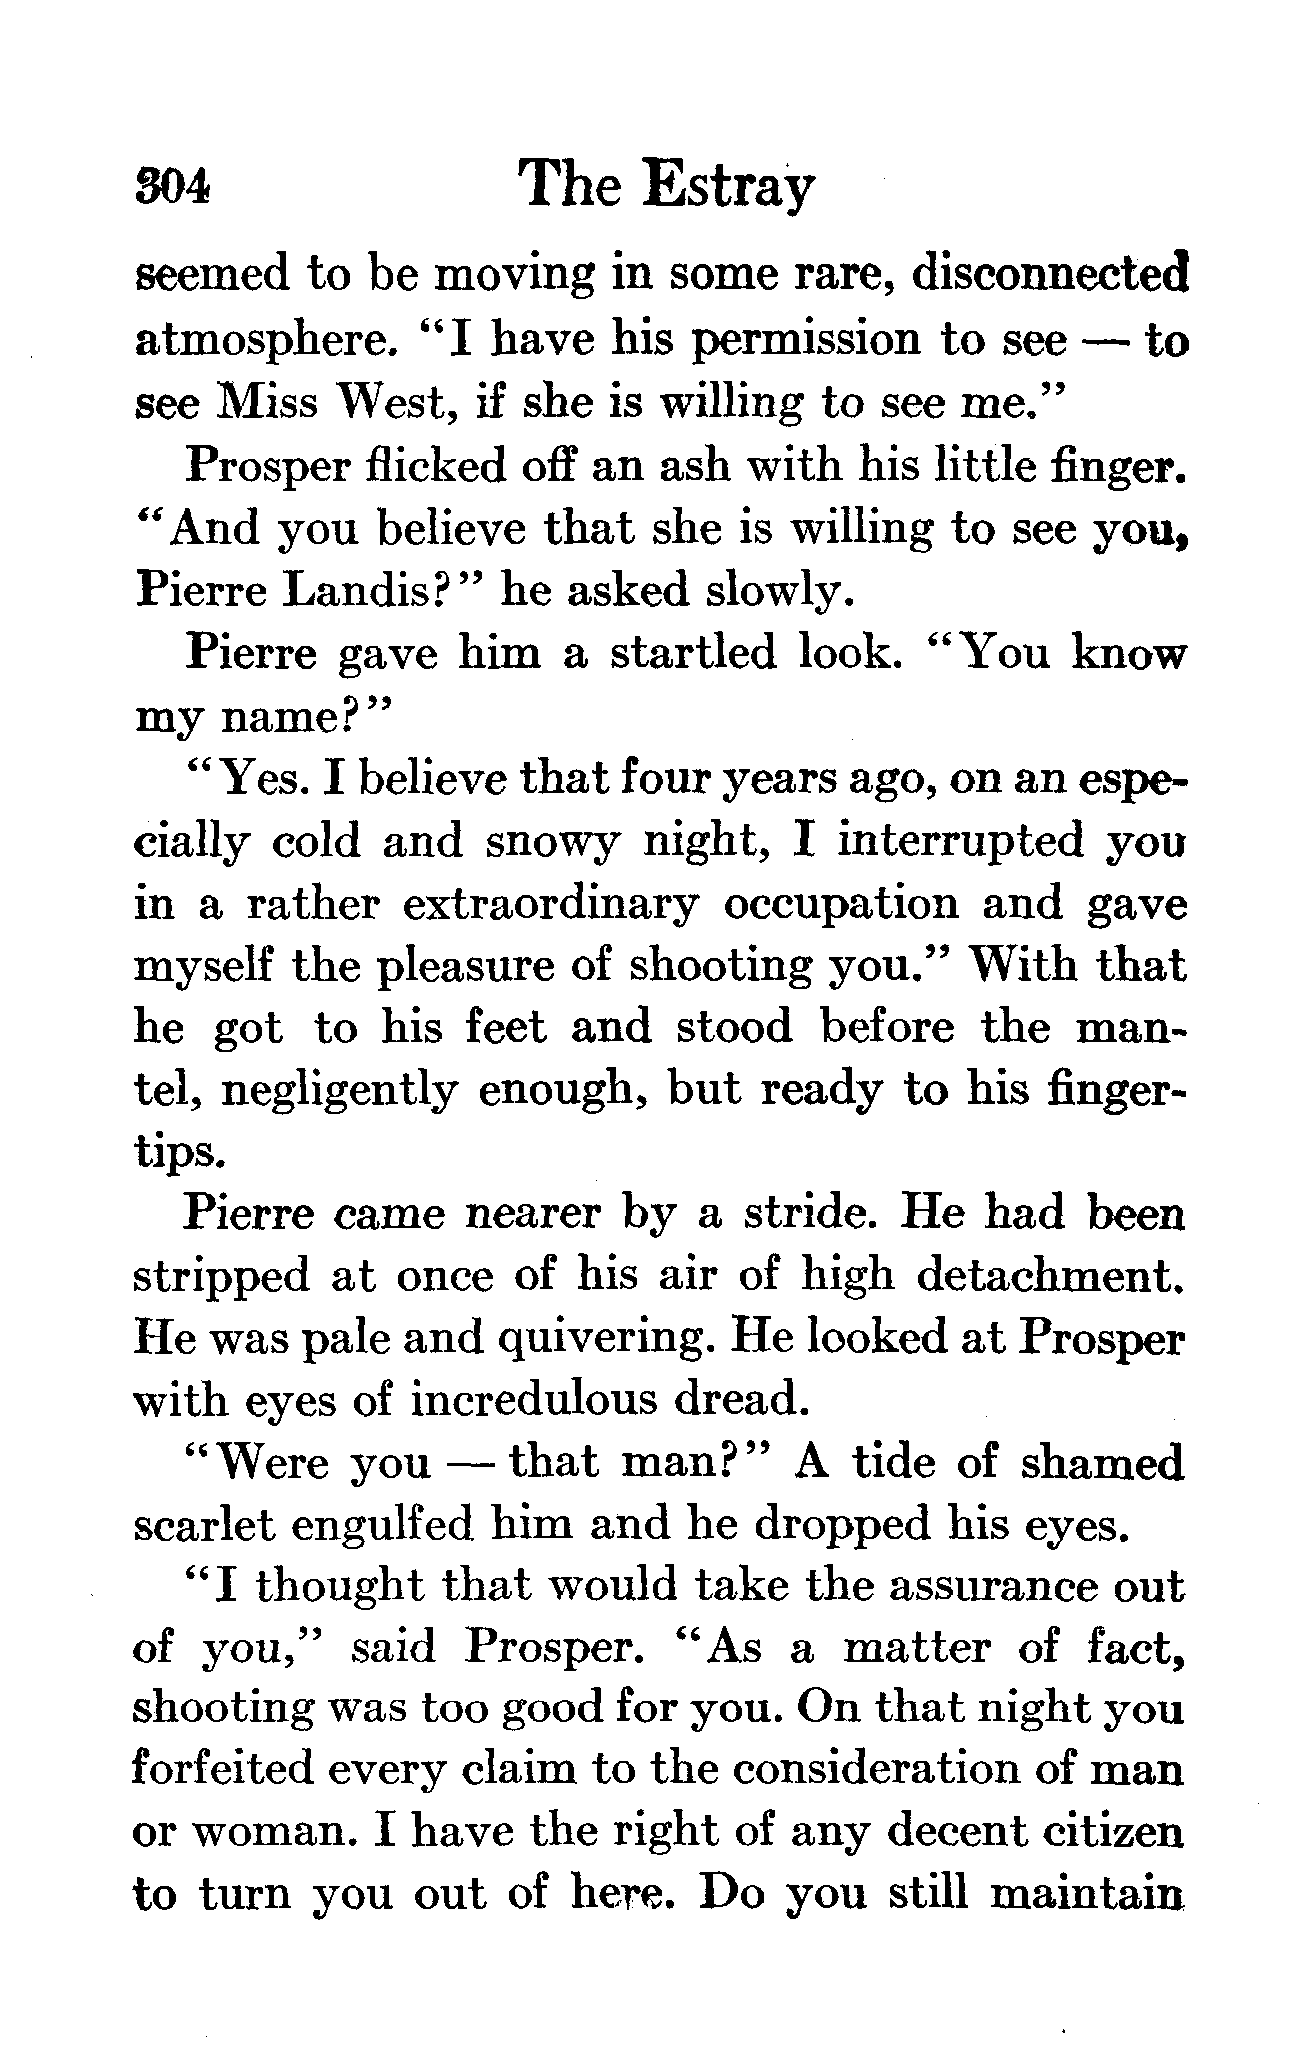 304 The Estray
seemed to be moving in some rare, disconnected
atmosphere. "I have his permission to see — to
see Miss West, if she is willing to see me."
Prosper flicked off an ash with his little finger.
"And you believe that she is willing to see you,
Pierre Landis?" he asked slowly.
Pierre gave him a startled look. "You know
my name?"
"Yes. I believe that four years ago, on an espe-
cially cold and snowy night, I interrupted you
in a rather extraordinary occupation and gave
myself the pleasure of shooting you." With that
he got to his feet and stood before the man-
tel, negligently enough, but ready to his finger-
tips.
Pierre came nearer by a stride. He had been
stripped at once of his air of high detachment.
He was pale and quivering. He looked at Prosper
with eyes of incredulous dread.
"Were you — that man?" A tide of shamed
scarlet engulfed him and he dropped his eyes.
"I thought that would take the assurance out
of you," said Prosper. "As a matter of fact,
shooting was too good for you. On that night you
forfeited every claim to the consideration of man
or woman. I have the right of any decent citizen
to turn you out of here. Do you still maintain